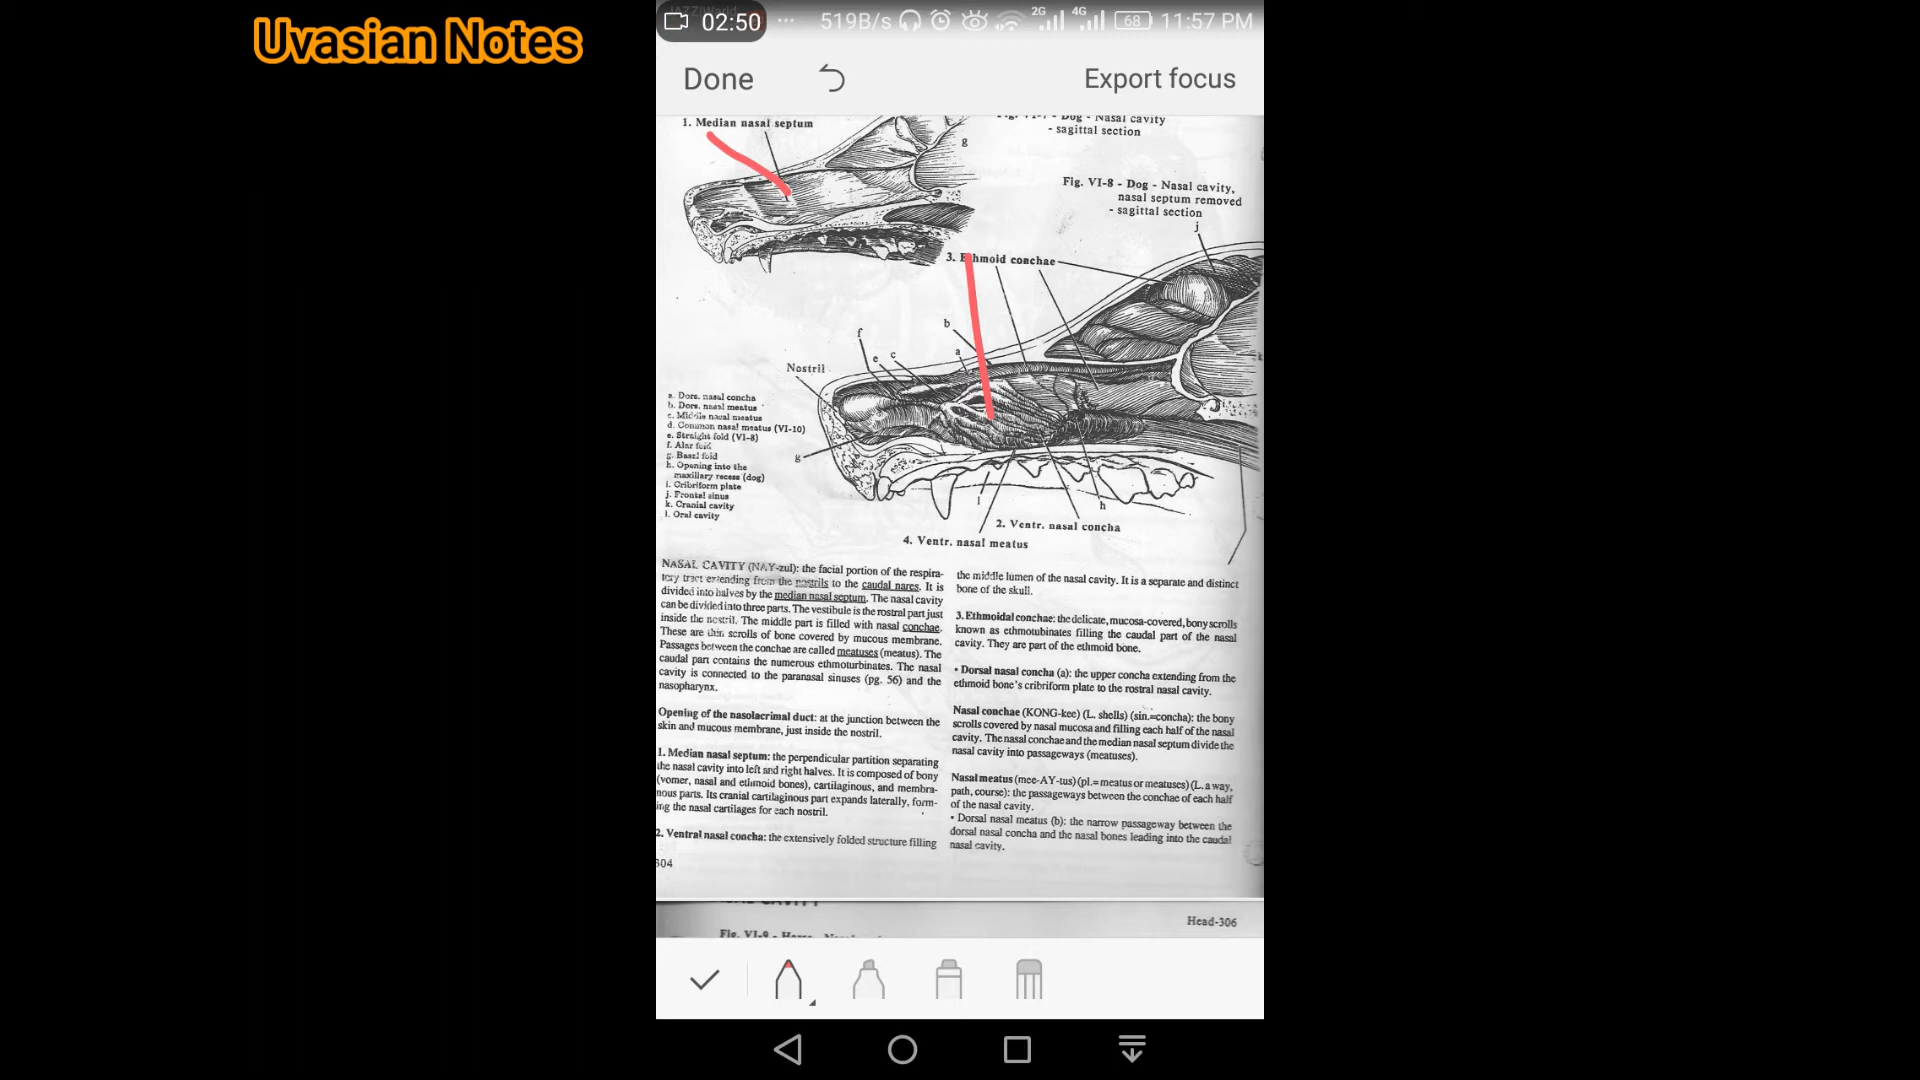 Uvasian Notes
02:50 ... 519B/s 2G 4G 68 11:57 PM
Done
Export focus
1. Median nasal septum
g
- Dog - Nasal cavity
- sagittal section
Fig. VI-8 - Dog - Nasal cavity,
nasal septum removed
- sagittal section
j
3. Ethmoid conchae
b
f
a
e c
Nostril
k
a. Dors. nasal concha
b. Dors. nasal meatus
c. Middle nasal meatus
d. Common nasal meatus (VI-10)
e. Straight fold (VI-8)
f. Alar fold
g. Basal fold
h. Opening into the
maxillary recess (dog)
i. Cribriform plate
j. Frontal sinus
k. Cranial cavity
l. Oral cavity
g
l
h
2. Ventr. nasal concha
4. Ventr. nasal meatus
NASAL CAVITY (NAY-zul): the facial portion of the respira-
tory tract extending from the nostrils to the caudal nares. It is
divided into halves by the median nasal septum. The nasal cavity
can be divided into three parts. The vestibule is the rostral part just
inside the nostril. The middle part is filled with nasal conchae.
These are thin scrolls of bone covered by mucous membrane.
Passages between the conchae are called meatuses (meatus). The
caudal part contains the numerous ethmoturbinates. The nasal
cavity is connected to the paranasal sinuses (pg. 56) and the
nasopharynx.
Opening of the nasolacrimal duct: at the junction between the
skin and mucous membrane, just inside the nostril.
1. Median nasal septum: the perpendicular partition separating
the nasal cavity into left and right halves. It is composed of bony
(vomer, nasal and ethmoid bones), cartilaginous, and membra-
nous parts. Its cranial cartilaginous part expands laterally, form-
ing the nasal cartilages for each nostril.
2. Ventral nasal concha: the extensively folded structure filling
304
the middle lumen of the nasal cavity. It is a separate and distinct
bone of the skull.
3. Ethmoidal conchae: the delicate, mucosa-covered, bony scrolls
known as ethmotubinates filling the caudal part of the nasal
cavity. They are part of the ethmoid bone.
• Dorsal nasal concha (a): the upper concha extending from the
ethmoid bone's cribriform plate to the rostral nasal cavity.
Nasal conchae (KONG-kee) (L. shells) (sin.=concha): the bony
scrolls covered by nasal mucosa and filling each half of the nasal
cavity. The nasal conchae and the median nasal septum divide the
nasal cavity into passageways (meatuses).
Nasal meatus (mee-AY-tus) (pl.= meatus or meatuses) (L. a way,
path, course): the passageways between the conchae of each half
of the nasal cavity.
• Dorsal nasal meatus (b): the narrow passageway between the
dorsal nasal concha and the nasal bones leading into the caudal
nasal cavity.
Head-306